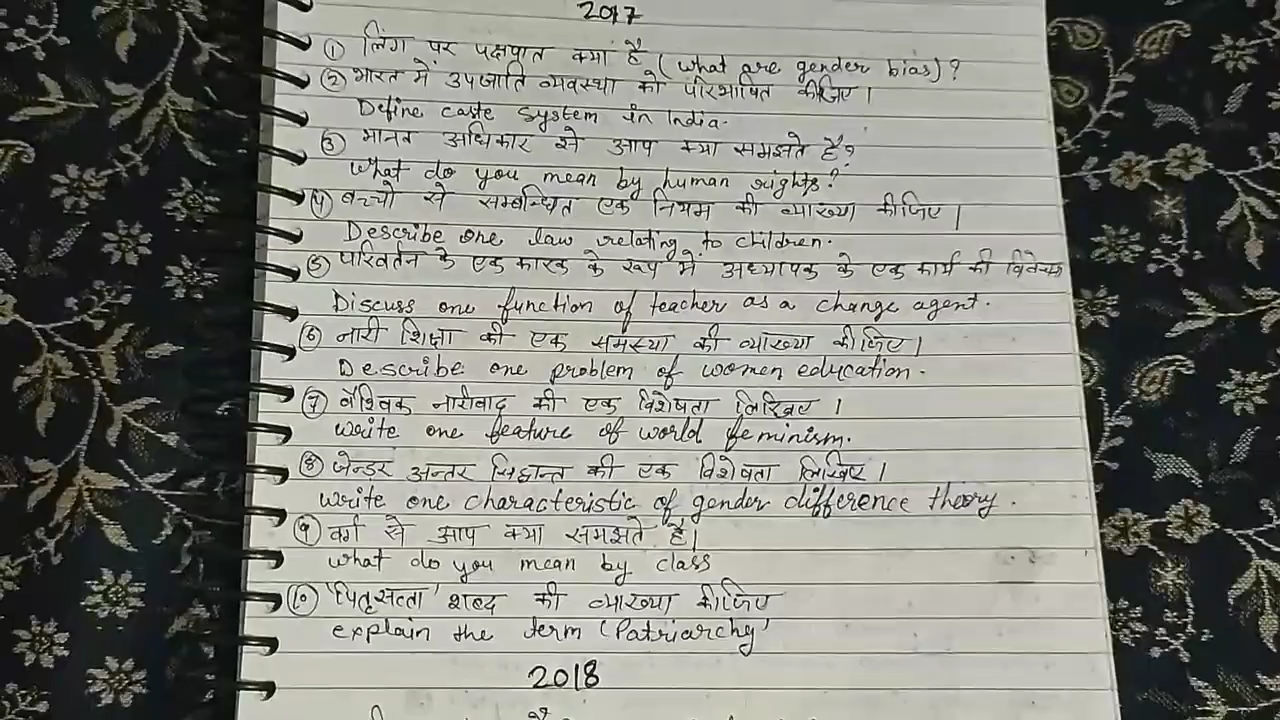 2017
① लिंग पर पक्षपात क्या है (what are gender bias)?
② भारत में उपजाति व्यवस्था को परिभाषित कीजिए।
Define caste system in India.
③ मानव अधिकार से आप क्या समझते है?
What do you mean by human rights?
④ बच्चो से सम्बन्धित एक नियम की व्याख्या कीजिए।
Describe one law relating to children.
⑤ परिवर्तन के एक कारक के रूप में अध्यापक के एक कार्य की विवेचना
Discuss one function of teacher as a change agent.
⑥ नारी शिक्षा की एक समस्या की व्याख्या कीजिए।
Describe one problem of women education.
⑦ वैश्विक नारीवाद की एक विशेषता लिखिए ।
Write one feature of world feminism.
⑧ जेन्डर अन्तर सिद्धान्त की एक विशेषता लिखिए।
Write one characteristic of gender difference theory.
⑨ वर्ग से आप क्या समझते है।
What do you mean by class
⑩ 'पितृसत्ता' शब्द की व्याख्या कीजिए
explain the term 'Patriarchy'
2018